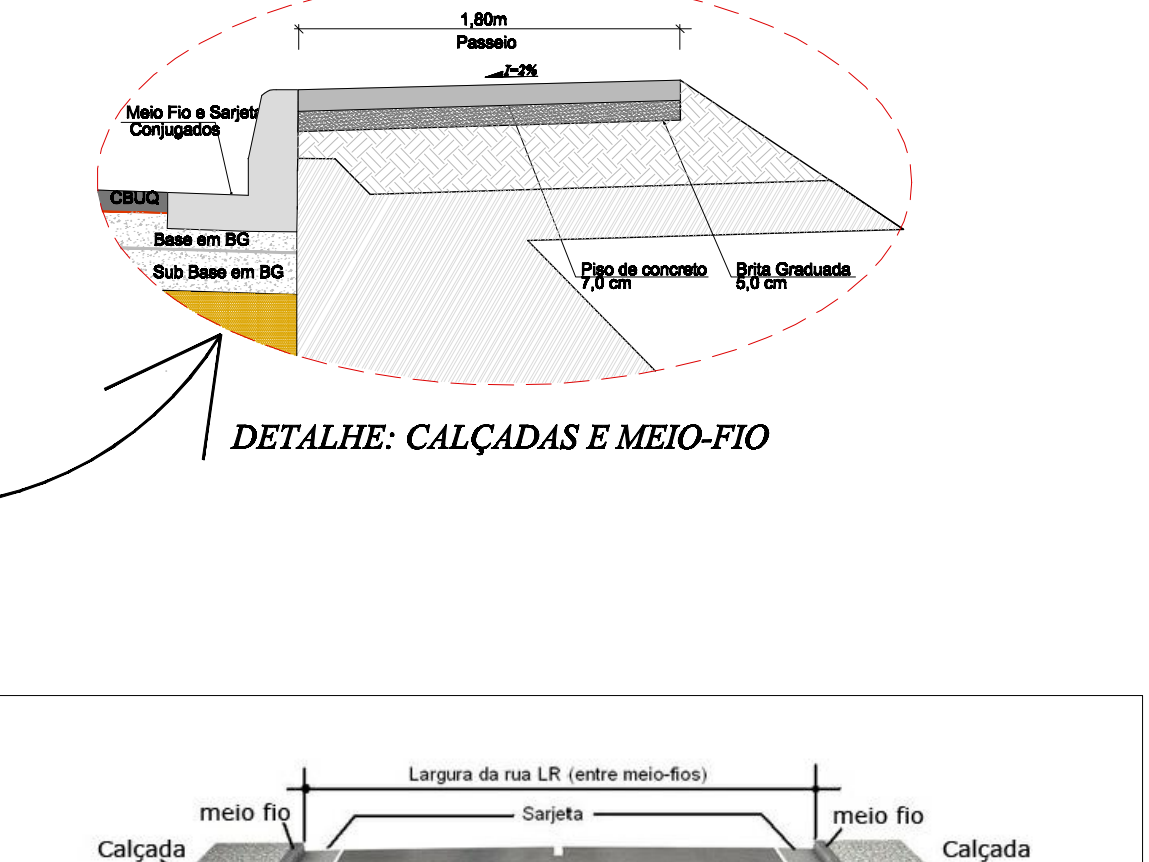 1,80m
Passeio
I=2%
Meio Fio e Sarjeta
Conjugados
CBUQ
Base em BG
Sub Base em BG
Piso de concreto
7,0 cm
Brita Graduada
5,0 cm
DETALHE: CALÇADAS E MEIO-FIO
Largura da rua LR (entre meio-fios)
meio fio
Sarjeta
meio fio
Calçada
Calçada